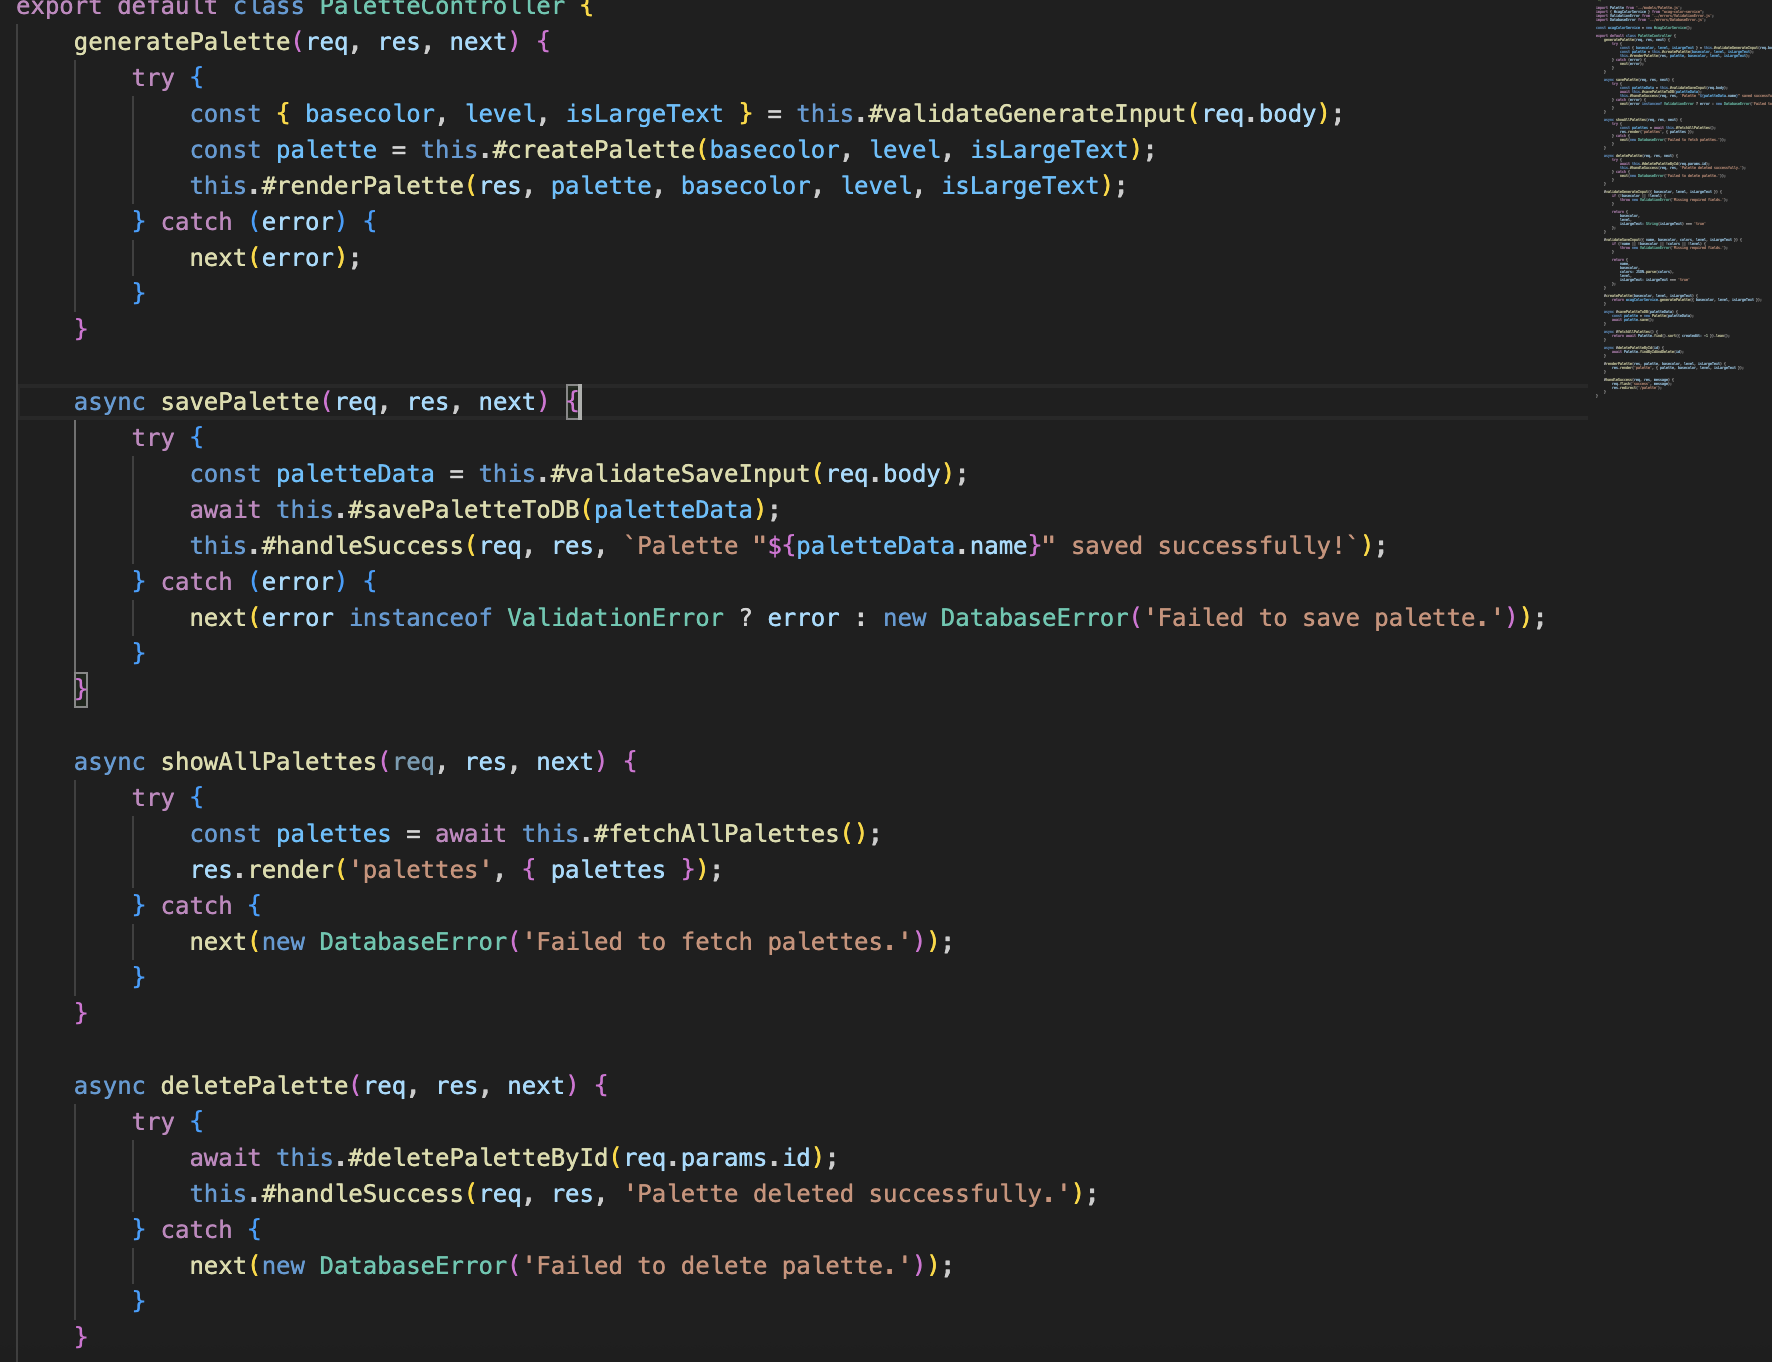 export default class PaletteController {
generatePalette(req, res, next) {
try {
const { basecolor, level, isLargeText } = this.#validateGenerateInput(req.body);
const palette = this.#createPalette(basecolor, level, isLargeText);
this.#renderPalette(res, palette, basecolor, level, isLargeText);
} catch (error) {
next(error);
}
}
async savePalette(req, res, next) {
try {
const paletteData = this.#validateSaveInput(req.body);
await this.#savePaletteToDB(paletteData);
this.#handleSuccess(req, res, `Palette "${paletteData.name}" saved successfully!`);
} catch (error) {
next(error instanceof ValidationError ? error : new DatabaseError('Failed to save palette.'));
}
}
async showAllPalettes(req, res, next) {
try {
const palettes = await this.#fetchAllPalettes();
res.render('palettes', { palettes });
} catch {
next(new DatabaseError('Failed to fetch palettes.'));
}
}
async deletePalette(req, res, next) {
try {
await this.#deletePaletteById(req.params.id);
this.#handleSuccess(req, res, 'Palette deleted successfully.');
} catch {
next(new DatabaseError('Failed to delete palette.'));
}
}